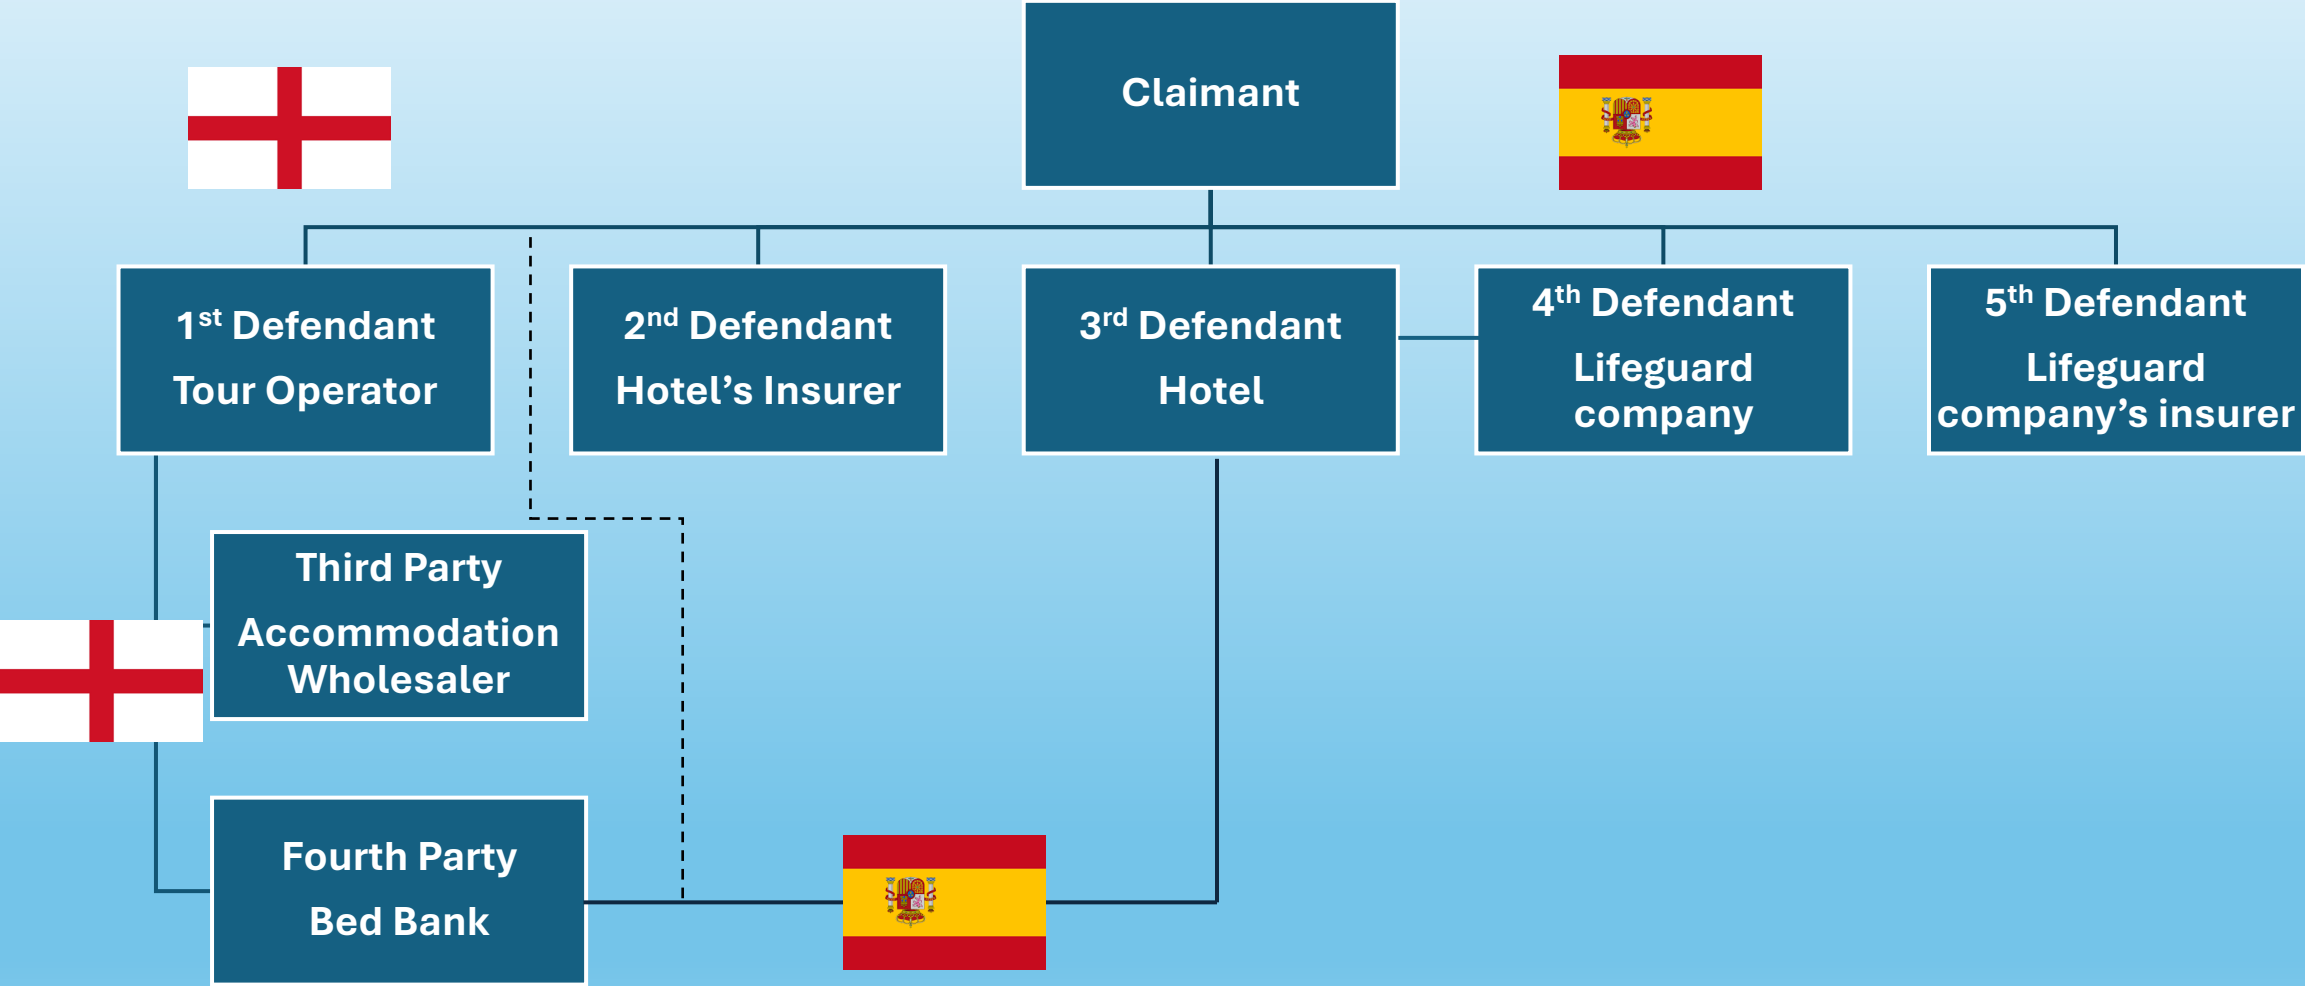 Claimant
1st Defendant
Tour Operator
2nd Defendant
Hotel’s Insurer
3rd Defendant
Hotel
4th Defendant
Lifeguard
company
5th Defendant
Lifeguard
company’s insurer
Third Party
Accommodation
Wholesaler
Fourth Party
Bed Bank